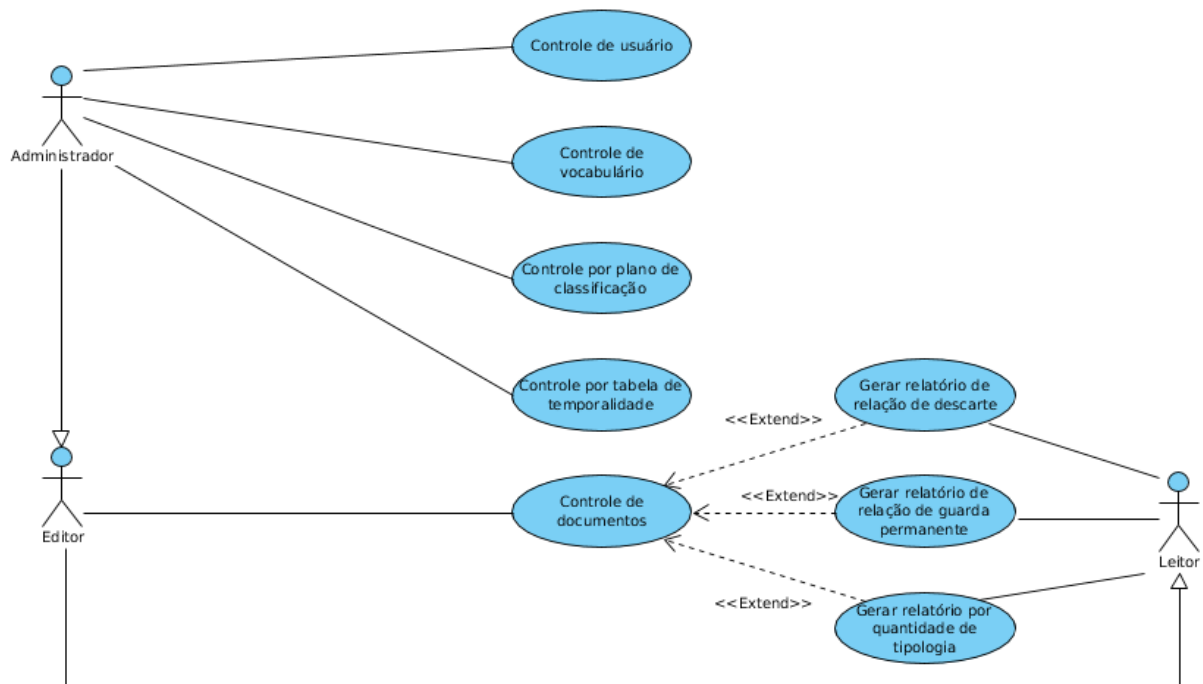 Controle de usuário
Administrador
Controle de
vocabulário
Controle por plano de
classificação
Controle por tabela de
temporalidade
Gerar relatório de
relação de descarte
<<Extend>>
Editor
Controle de
documentos
<<Extend>>
Gerar relatório de
relação de guarda
permanente
Leitor
<<Extend>>
Gerar relatório por
quantidade de
tipologia